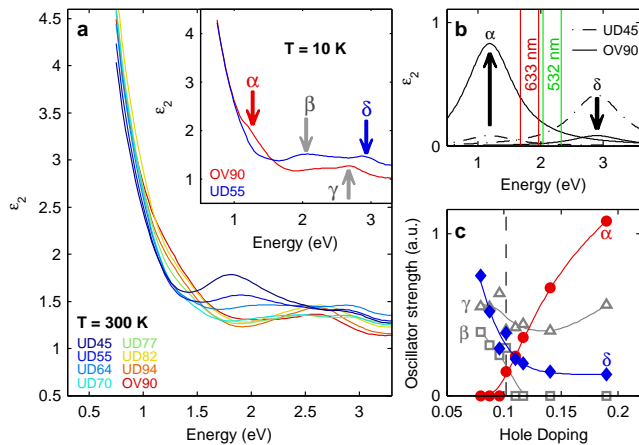 a
T = 10 K
α
β
δ
γ
OV90
UD55
ε2
Energy (eV)
1 2 3
2 3 4
T = 300 K
UD45 UD77
UD55 UD82
UD64 UD94
UD70 OV90
ε2
4.5
4
3.5
3
2.5
2
1.5
1
0.5 1 1.5 2 2.5 3
Energy (eV)
b
UD45
OV90
α
δ
633 nm
532 nm
ε2
1
0
1 2 3
Energy (eV)
c
α
γ
β
δ
Oscillator strength (a.u.)
1
0
0.05 0.1 0.15 0.2
Hole Doping